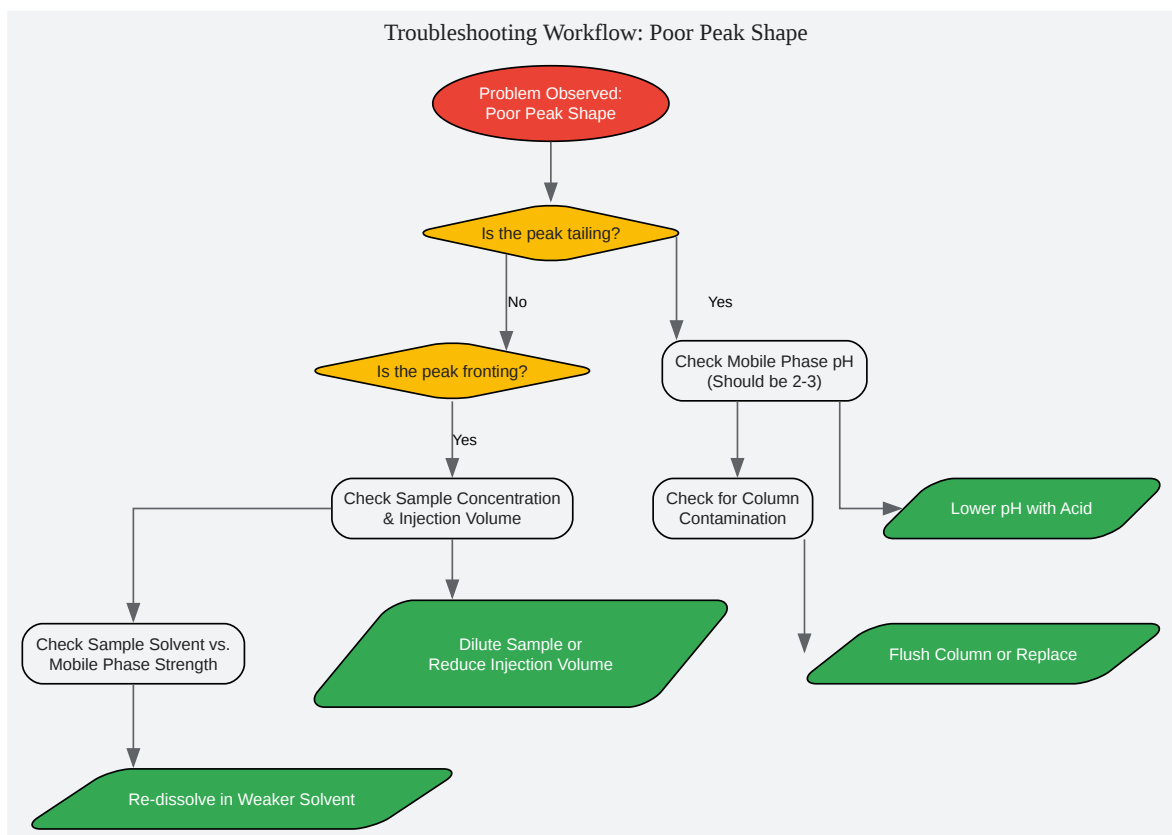 Troubleshooting Workflow: Poor Peak Shape
Problem Observed:
Poor Peak Shape
Is the peak tailing?
No
Yes
Is the peak fronting?
Check Mobile Phase pH
(Should be 2-3)
Yes
Check Sample Concentration
& Injection Volume
Check for Column
Contamination
Lower pH with Acid
Check Sample Solvent vs.
Mobile Phase Strength
Dilute Sample or
Reduce Injection Volume
Flush Column or Replace
Re-dissolve in Weaker Solvent